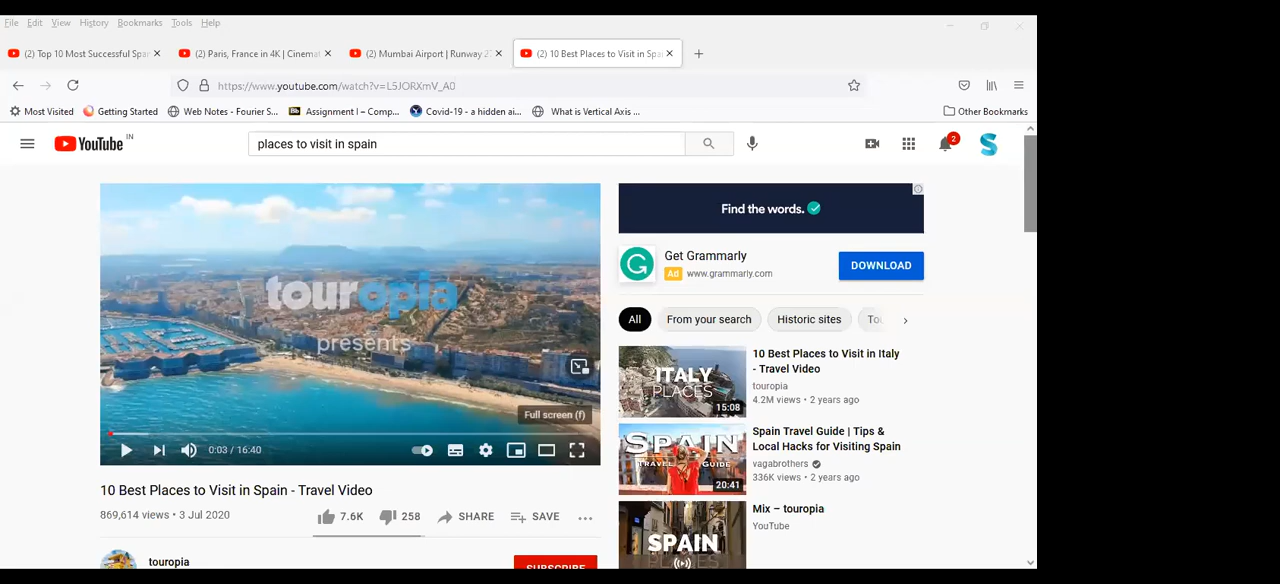 File Edit View History Bookmarks Tools Help
(2) Top 10 Most Successful Spa
(2) Paris, France in 4K | Cinemat
(2) Mumbai Airport | Runway 2
(2) 10 Best Places to Visit in Spa
https://www.youtube.com/watch?v=L5JORXmV_A0
Most Visited Getting Started Web Notes - Fourier S... Assignment I – Comp... Covid-19 - a hidden ai... What is Vertical Axis ... Other Bookmarks
YouTube IN
places to visit in spain
2
touropia
presents
Full screen (f)
0:03 / 16:40
10 Best Places to Visit in Spain - Travel Video
869,614 views • 3 Jul 2020
7.6K 258 SHARE SAVE
touropia
SUBSCRIBE
Find the words.
Get Grammarly
Ad www.grammarly.com
DOWNLOAD
All From your search Historic sites To
ITALY
PLACES
15:08
10 Best Places to Visit in Italy
- Travel Video
touropia
4.2M views • 2 years ago
SPAIN
TRAVEL GUIDE
20:41
Spain Travel Guide | Tips &
Local Hacks for Visiting Spain
vagabrothers
336K views • 2 years ago
SPAIN
PLACES
Mix – touropia
YouTube